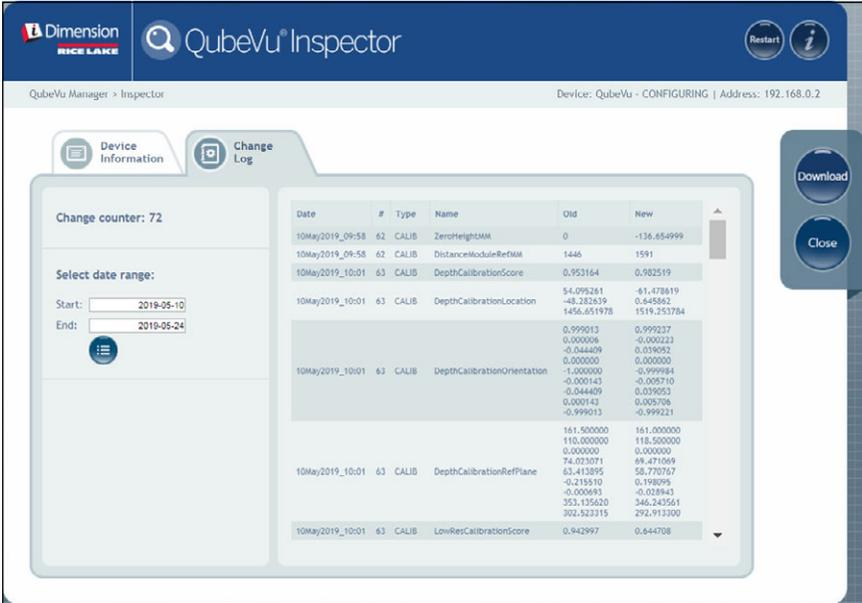 Dimension
RICE LAKE
QubeVu® Inspector
Restart
i
QubeVu Manager > Inspector
Device: QubeVu - CONFIGURING | Address: 192.168.0.2
Device Information
Change Log
Download
Close
Change counter: 72
Select date range:
Start: 2019-05-10
End: 2019-05-24
Date # Type Name Old New
10May2019_09:58 62 CALIB ZeroHeightMM 0 -136.654999
10May2019_09:58 62 CALIB DistanceModuleRefMM 1446 1591
10May2019_10:01 63 CALIB DepthCalibrationScore 0.953164 0.982519
54.095261 -61.478619
10May2019_10:01 63 CALIB DepthCalibrationLocation -48.282639 0.645862
1456.651978 1519.253784
0.999013 0.999237
0.000006 -0.000223
-0.044409 0.039052
0.000000 0.000000
10May2019_10:01 63 CALIB DepthCalibrationOrientation -1.000000 -0.999984
-0.000143 -0.005710
-0.044409 0.039053
0.000143 0.005706
-0.999013 -0.999221
161.500000 161.000000
110.000000 118.500000
0.000000 0.000000
74.023071 69.471069
10May2019_10:01 63 CALIB DepthCalibrationRefPlane 63.413895 58.770767
-0.215510 0.198095
-0.000693 -0.028943
353.135620 346.243561
302.523315 292.913300
10May2019_10:01 63 CALIB LowResCalibrationScore 0.942997 0.644708